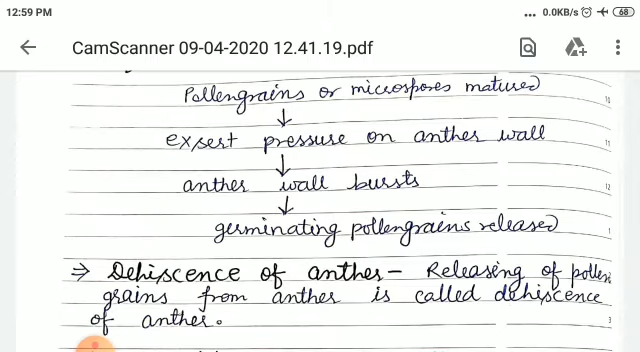 12:59 PM
... 0.0KB/s 68
CamScanner 09-04-2020 12.41.19.pdf
Pollengrains or microspores matured
↓
exsert pressure on anther wall
↓
anther wall bursts
↓
germinating pollengrains released
⇒ Dehiscence of anther - Releasing of pollen
grains from anther is called dehiscence
of anther.